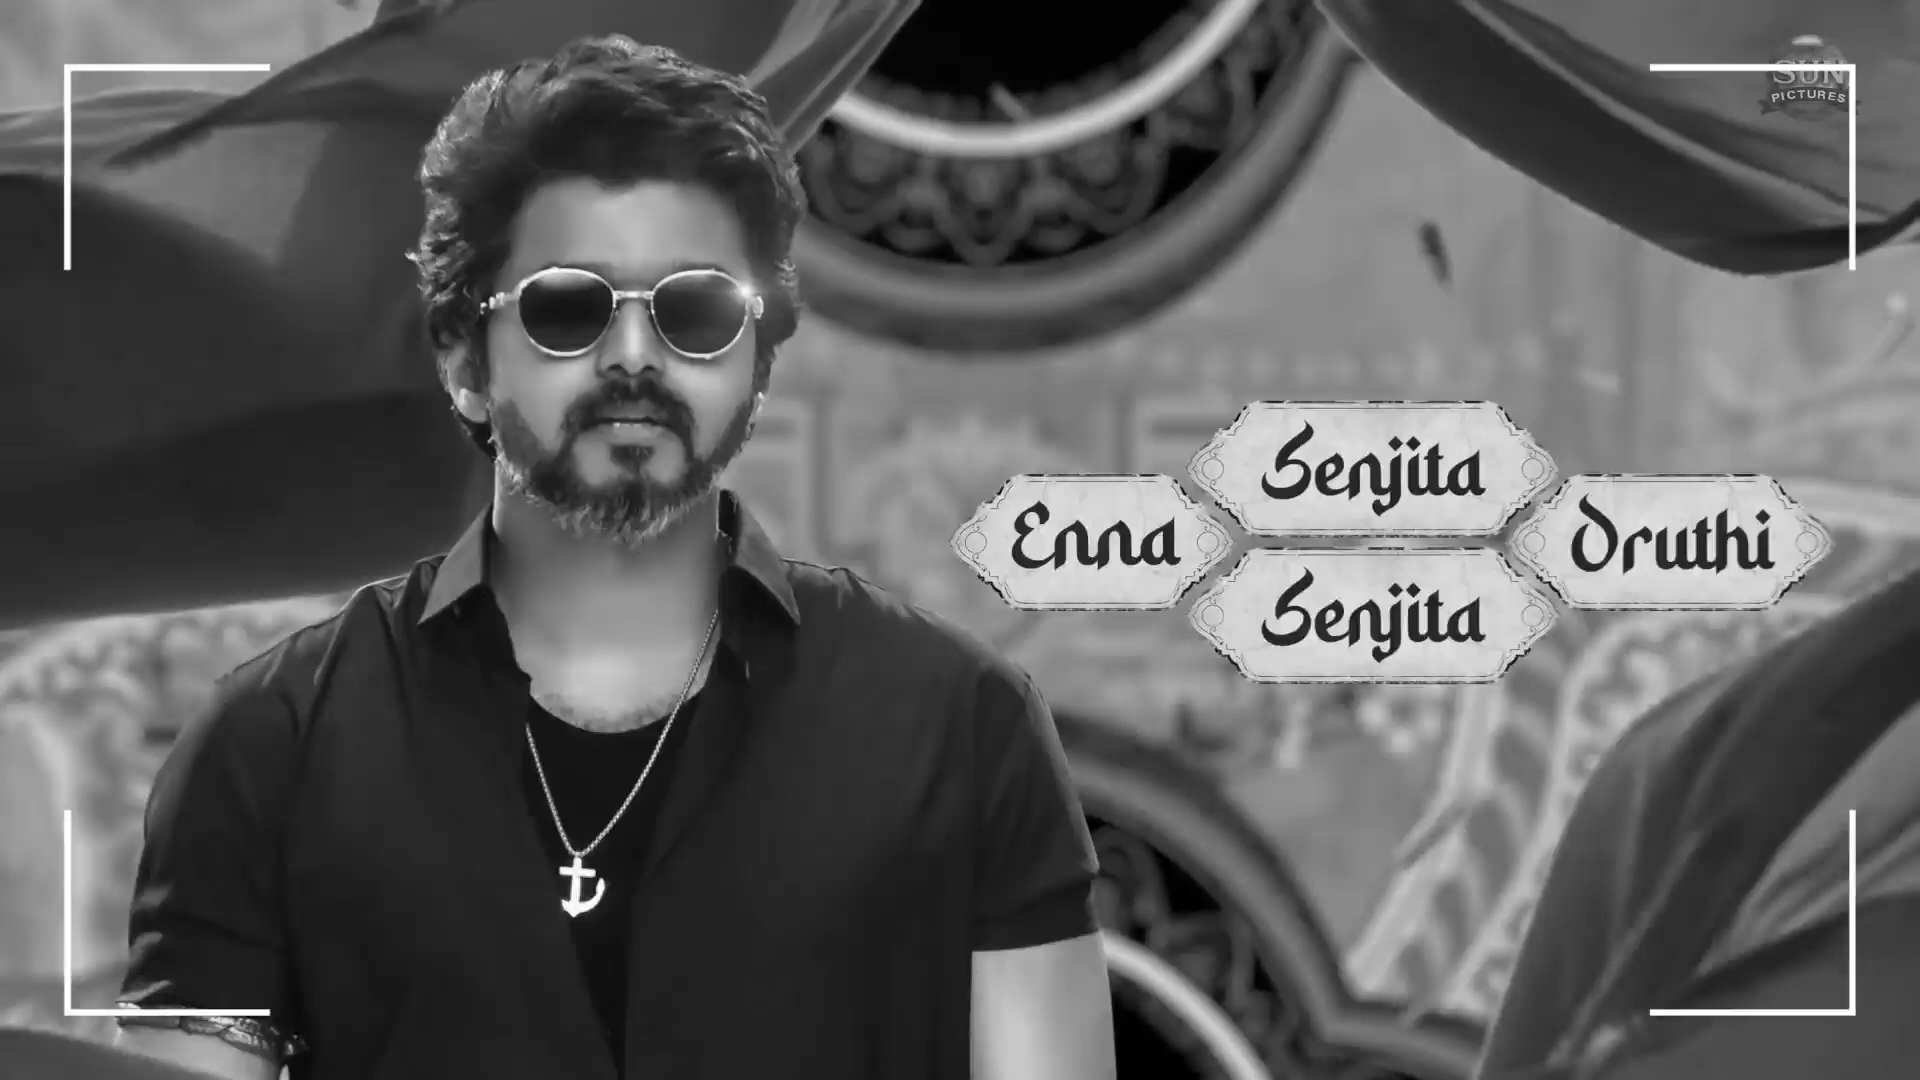 SUN
PICTURES
Enna
Senjita
Senjita
Oruthi